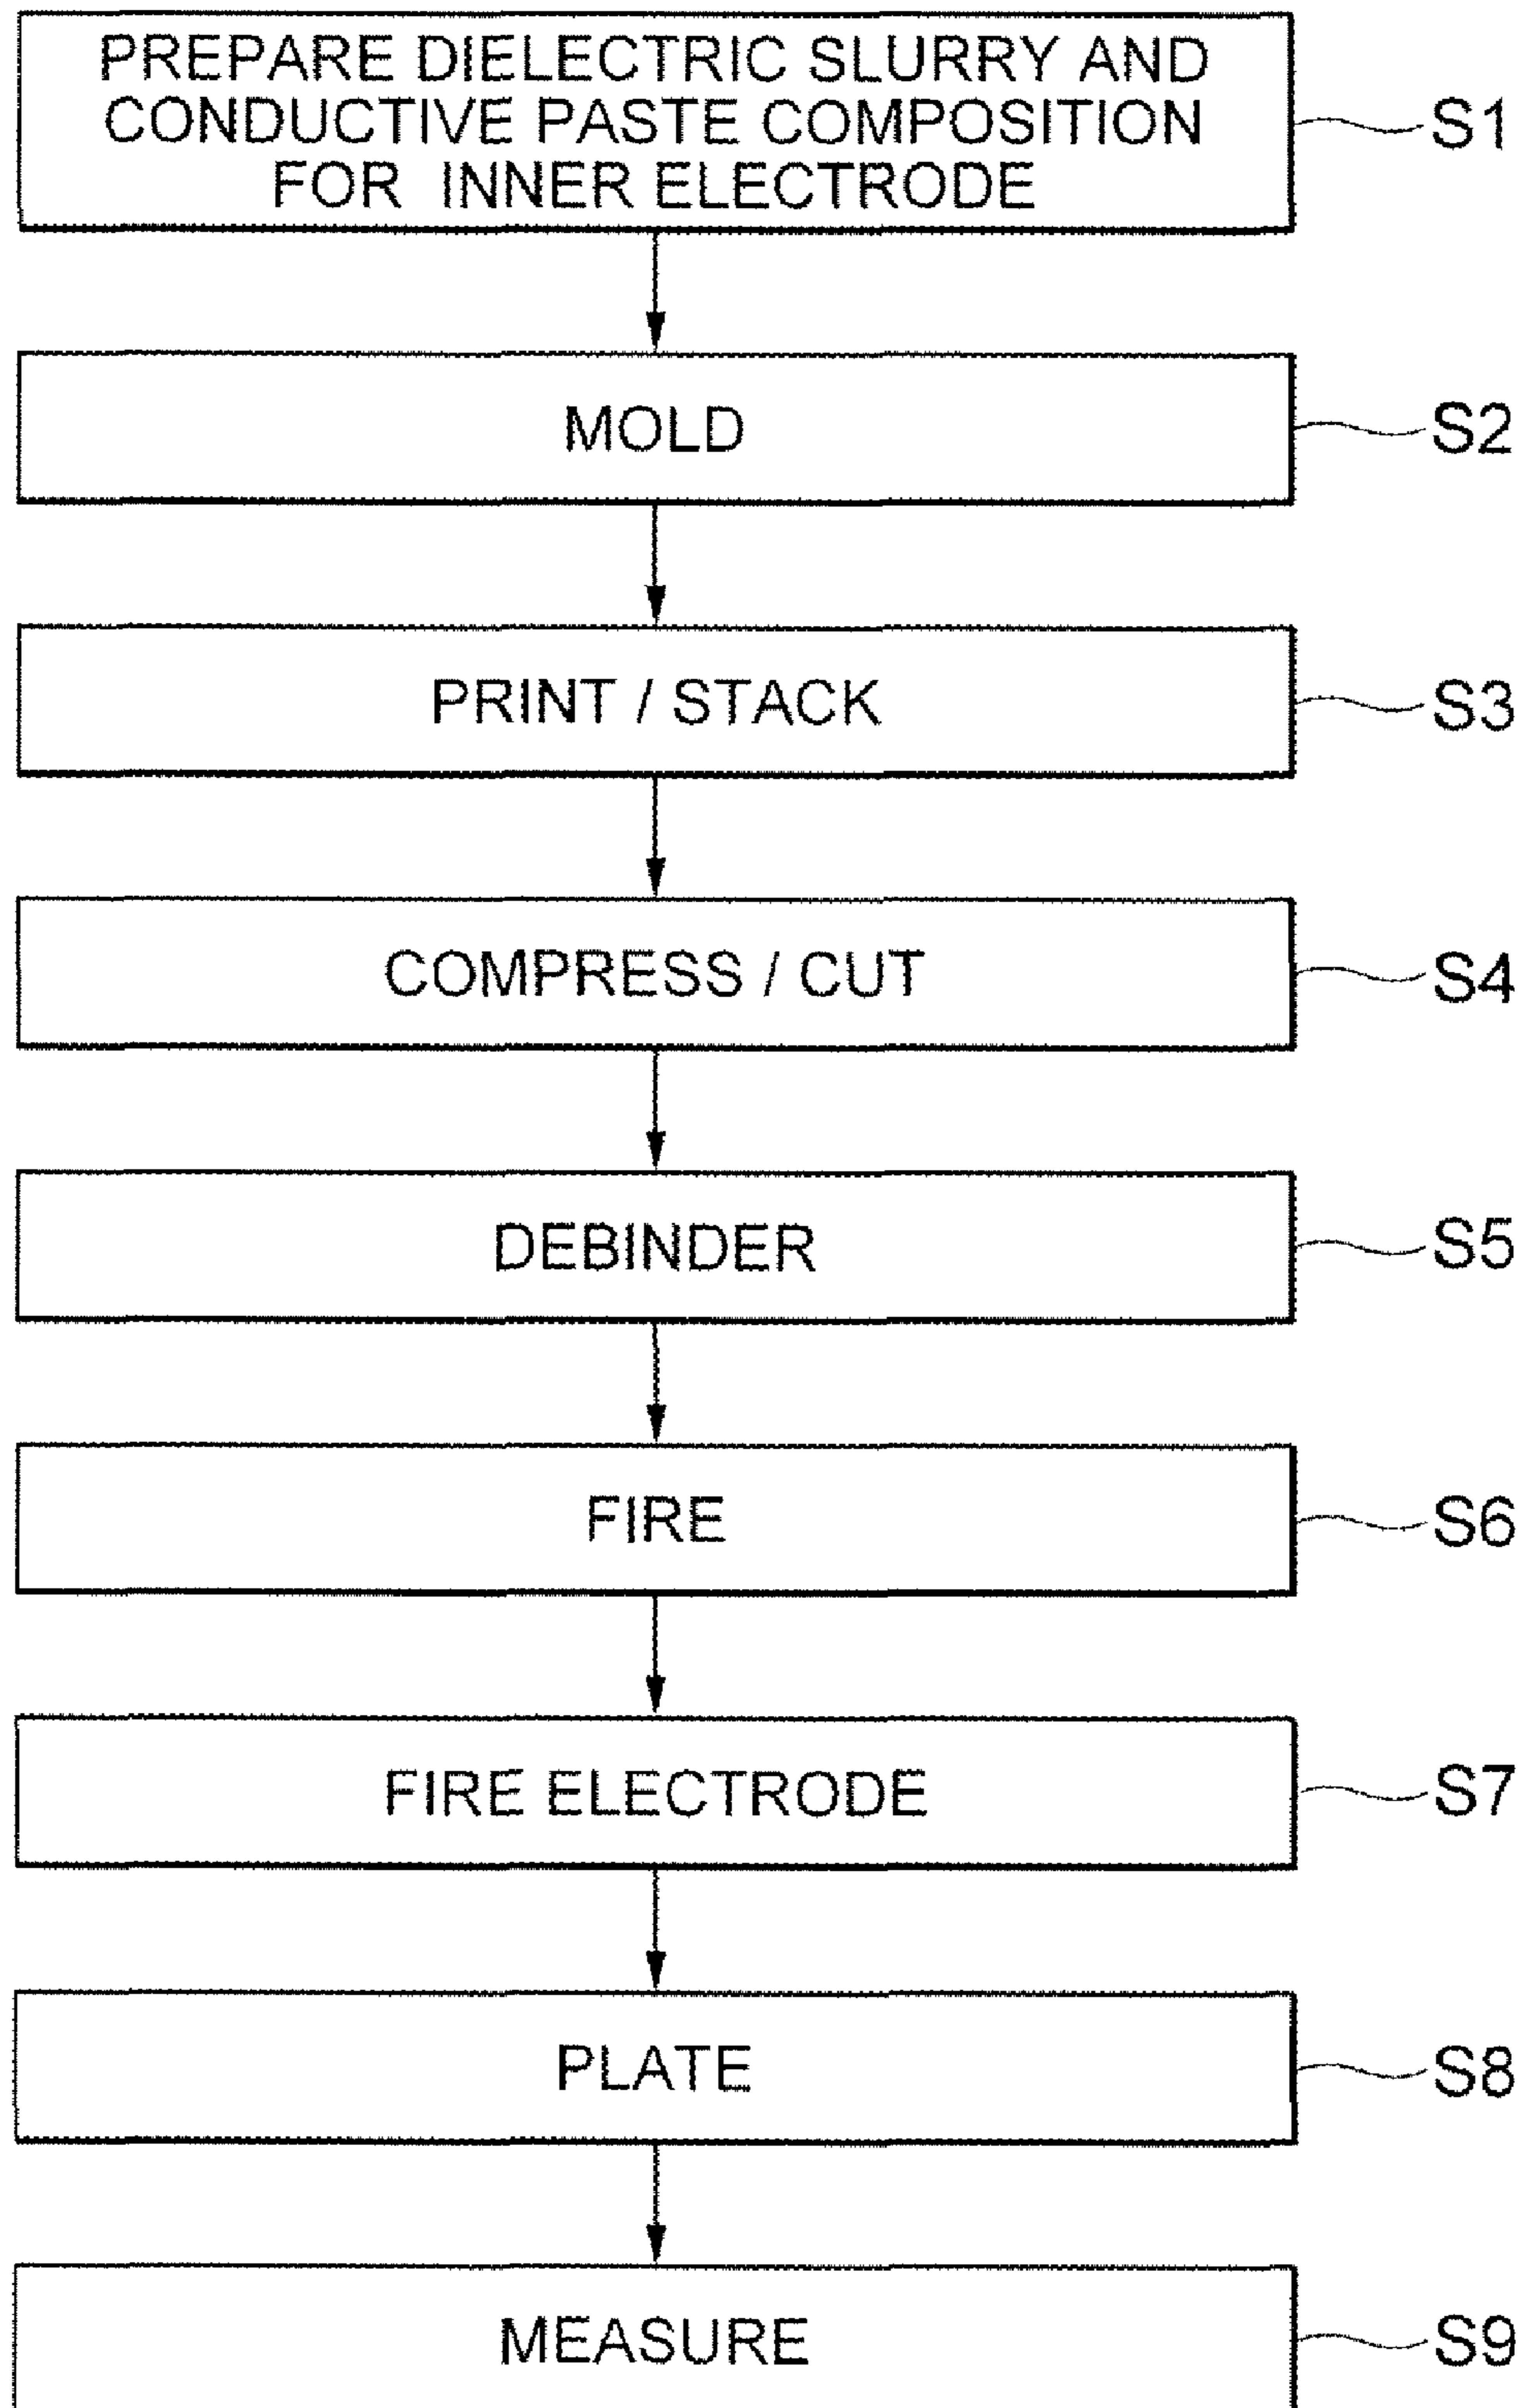 PREPARE DIELECTRIC SLURRY AND
CONDUCTIVE PASTE COMPOSITION
FOR INNER ELECTRODE
S1
MOLD
S2
PRINT / STACK
S3
COMPRESS / CUT
S4
DEBINDER
S5
FIRE
S6
FIRE ELECTRODE
S7
PLATE
S8
MEASURE
S9